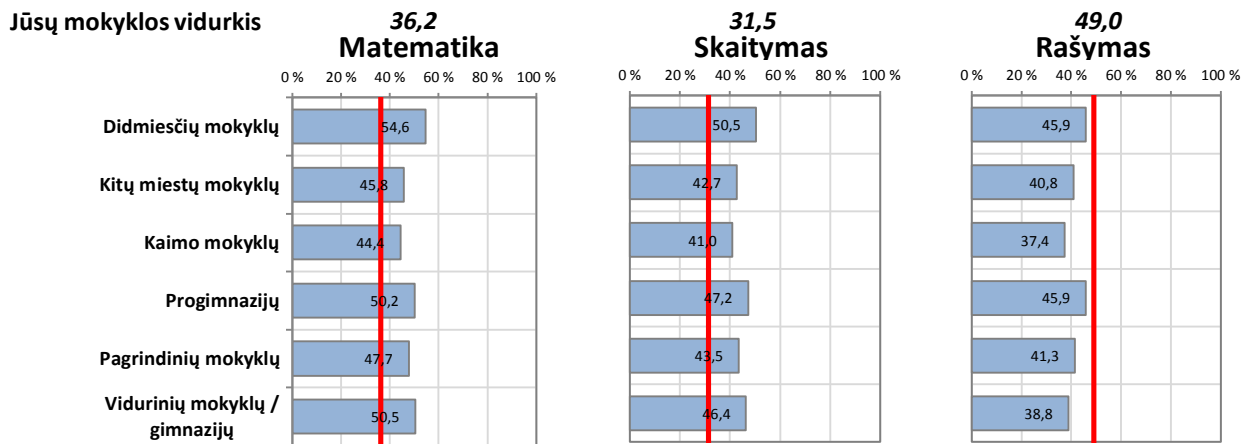 Jūsų mokyklos vidurkis 36,2 31,5 49,0
Matematika Skaitymas Rašymas
0 % 20 % 40 % 60 % 80 % 100 % 0 % 20 % 40 % 60 % 80 % 100 % 0 % 20 % 40 % 60 % 80 % 100 %
Didmiesčių mokyklų 54,6 50,5 45,9
Kitų miestų mokyklų 45,8 42,7 40,8
Kaimo mokyklų 44,4 41,0 37,4
Progimnazijų 50,2 47,2 45,9
Pagrindinių mokyklų 47,7 43,5 41,3
Vidurinių mokyklų /
gimnazijų 50,5 46,4 38,8